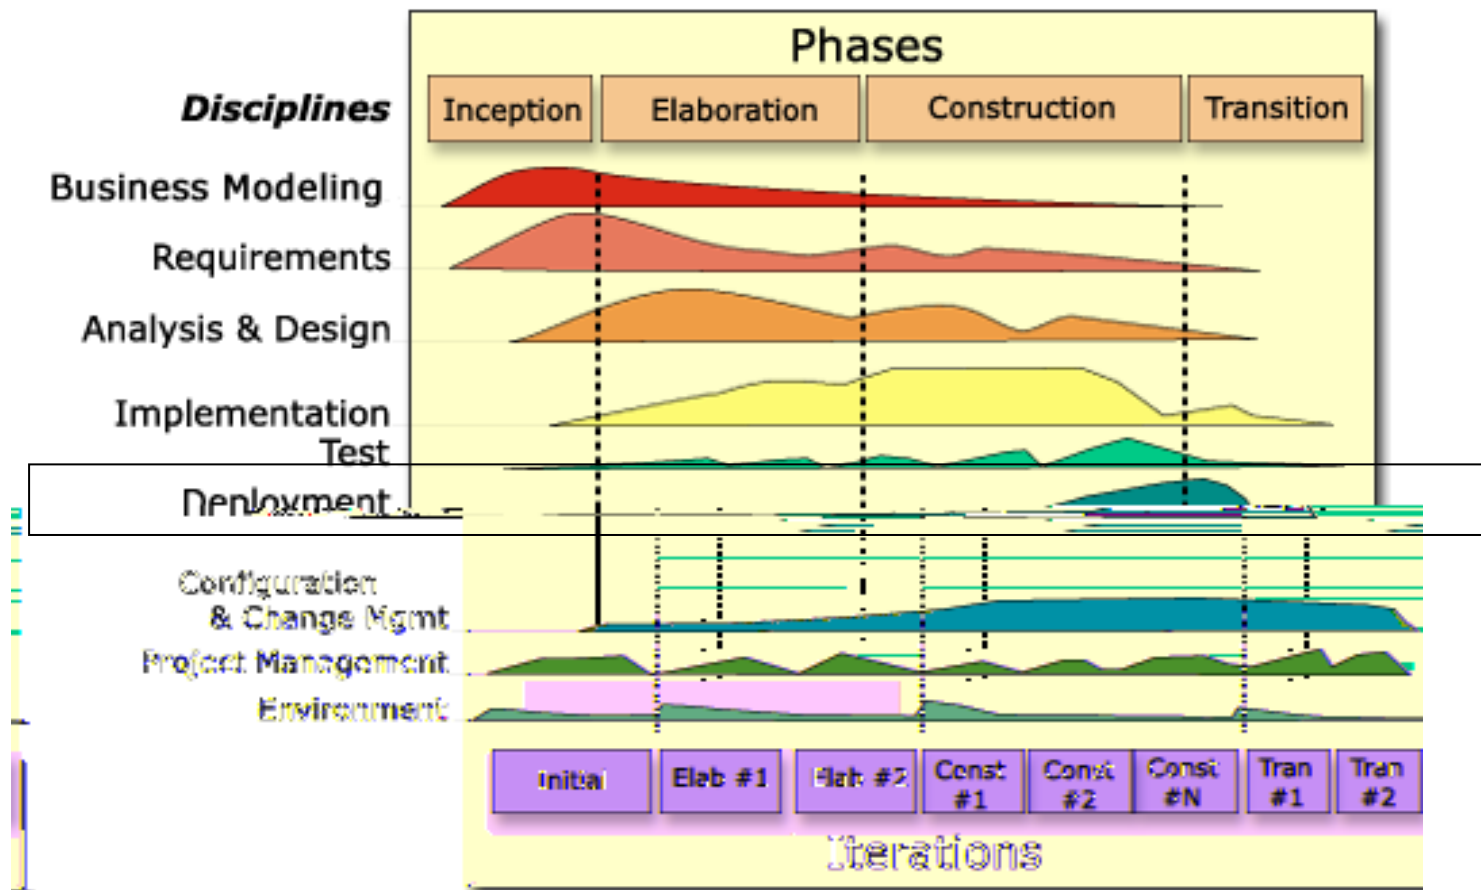 Phases
Disciplines
Inception
Elaboration
Construction
Transition
Business Modeling
Requirements
Analysis & Design
Implementation
Test
Deployment
Configuration
& Change Mgmt
Project Management
Environment
Initial
Elab #1
Elab #2
Const
#1
Const
#2
Const
#N
Tran
#1
Tran
#2
Iterations